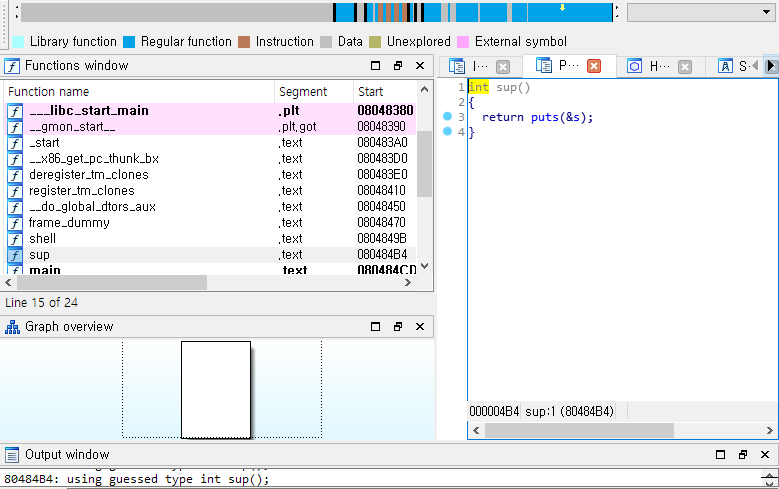 Library function Regular function Instruction Data Unexplored External symbol
Functions window
Function name Segment Start
___libc_start_main .plt 08048380
__gmon_start__ .plt.got 08048390
_start .text 080483A0
__x86_get_pc_thunk_bx .text 080483D0
deregister_tm_clones .text 080483E0
register_tm_clones .text 08048410
__do_global_dtors_aux .text 08048450
frame_dummy .text 08048470
shell .text 0804849B
sup .text 080484B4
main .text 080484CD
Line 15 of 24
Graph overview
I··· P··· H··· S·
1 int sup()
2 {
3 return puts(&s);
4 }
000004B4 sup:1 (80484B4)
Output window
80484B4: using guessed type int sup();